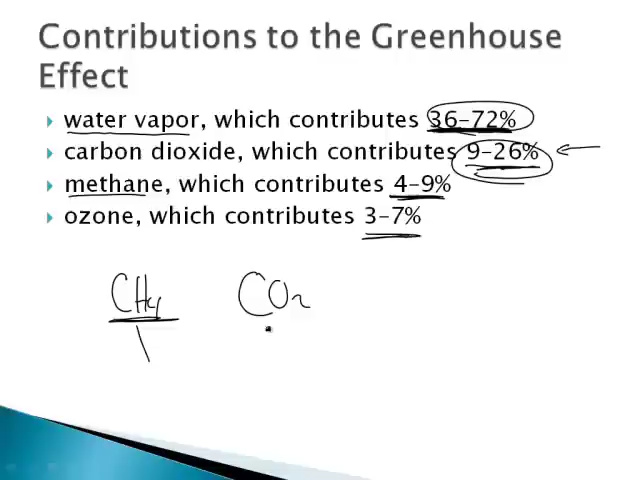 Contributions to the Greenhouse
Effect
water vapor, which contributes 36-72%
carbon dioxide, which contributes 9-26%
methane, which contributes 4-9%
ozone, which contributes 3-7%
CH4 CO2